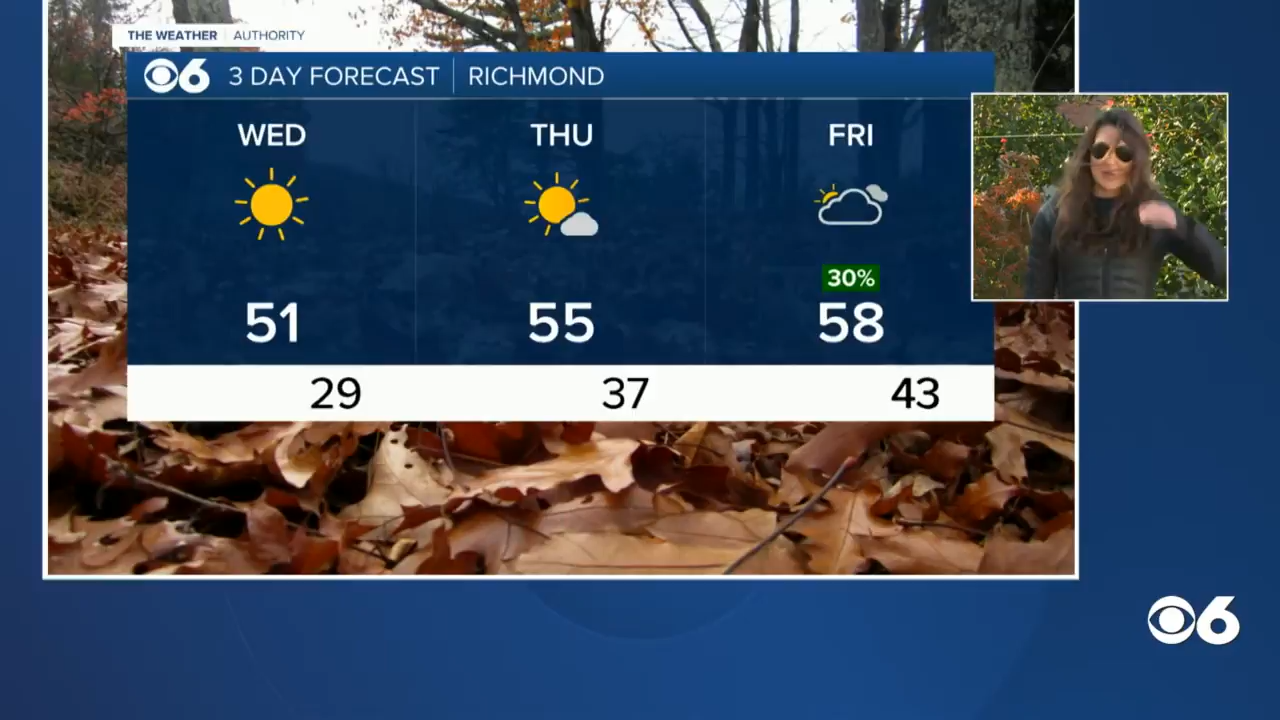 THE WEATHER | AUTHORITY
6 3 DAY FORECAST | RICHMOND
WED THU FRI
30%
51 55 58
29 37 43
6